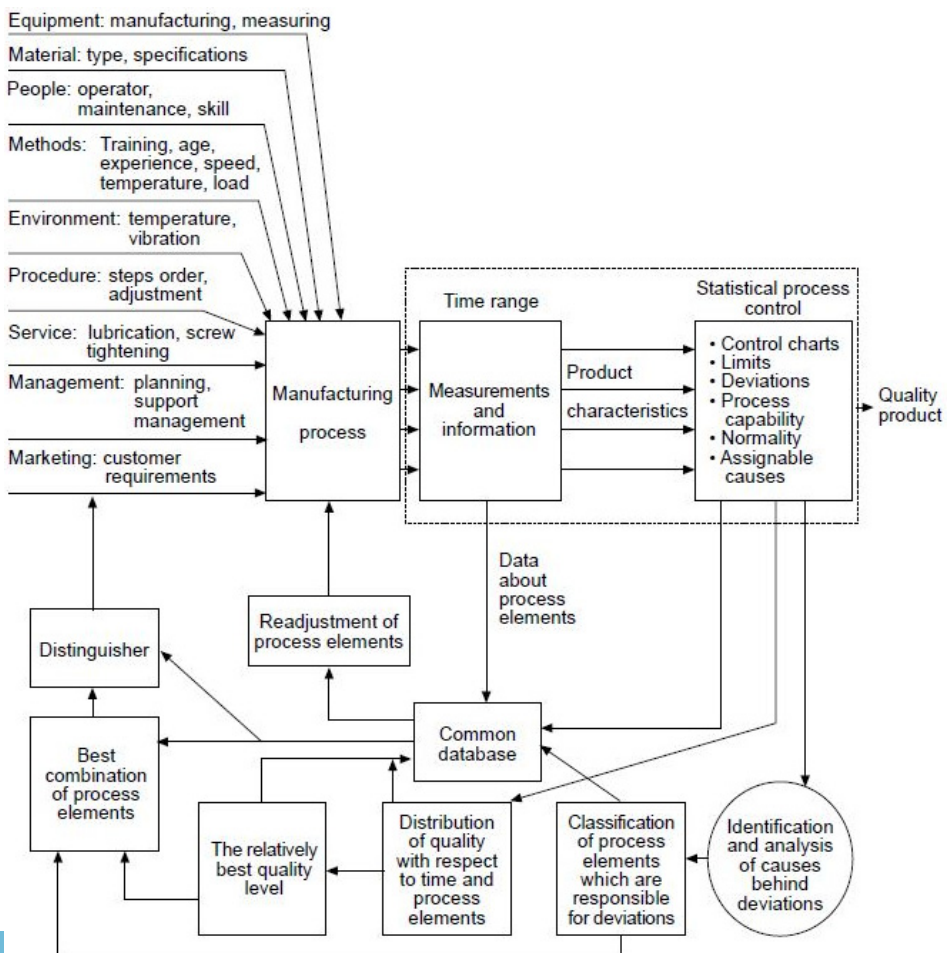 Equipment: manufacturing, measuring
Material: type, specifications
People: operator,
maintenance, skill
Methods: Training, age,
experience, speed,
temperature, load
Environment: temperature,
vibration
Procedure: steps order,
adjustment
Service: lubrication, screw
tightening
Management: planning,
support
management
Marketing: customer
requirements
Manufacturing
process
Time range
Measurements
and
information
Product
characteristics
Statistical process
control
• Control charts
• Limits
• Deviations
• Process
capability
• Normality
• Assignable
causes
Quality
product
Data
about
process
elements
Distinguisher
Readjustment of
process elements
Common
database
Best
combination
of process
elements
The relatively
best quality
level
Distribution
of quality
with respect
to time and
process
elements
Classification
of process
elements
which are
responsible
for deviations
Identification
and analysis
of causes
behind
deviations